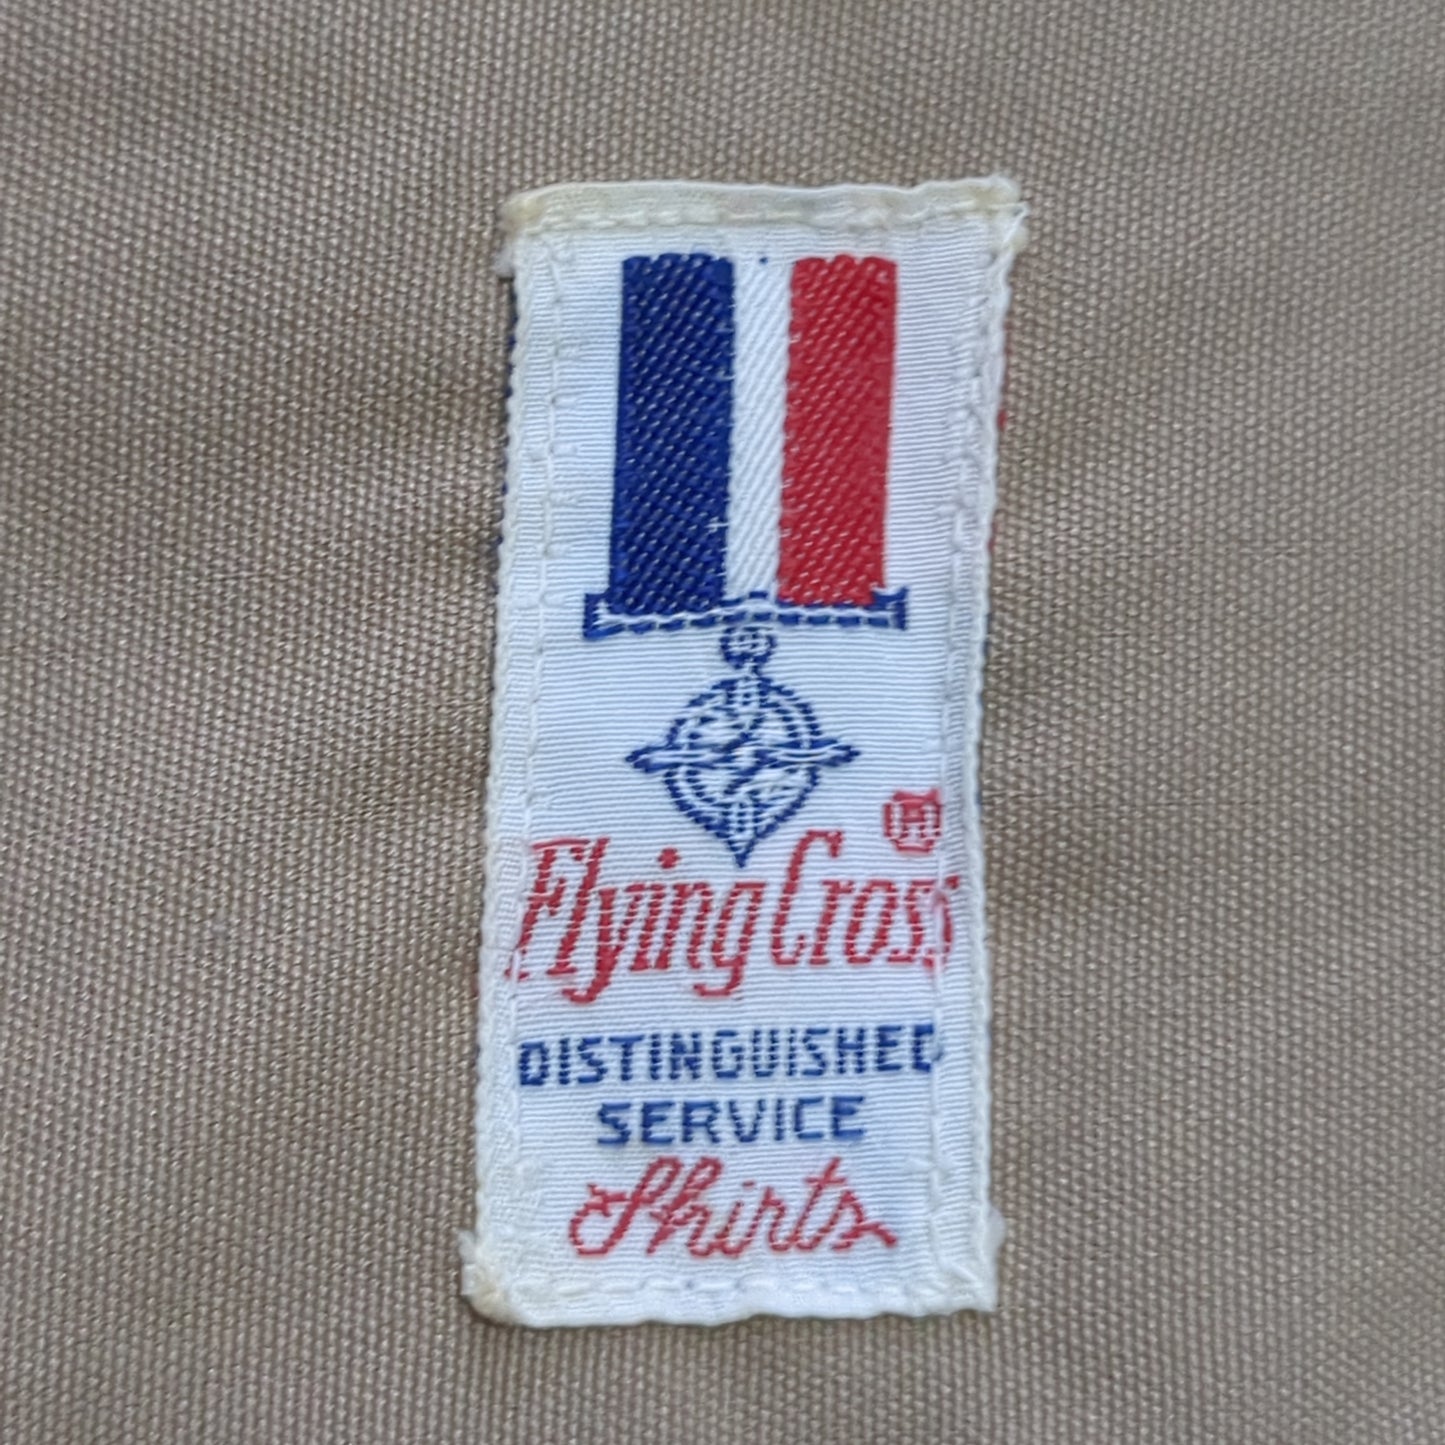 Flying Cross
DISTINGUISHED
SERVICE
Shirts